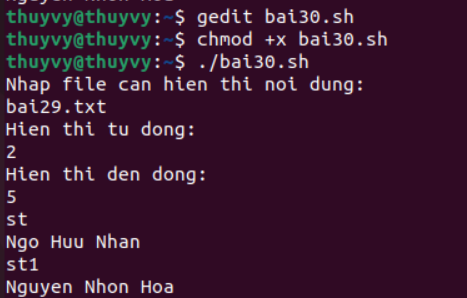 thuyvy@thuyvy:~$ gedit bai30.sh
thuyvy@thuyvy:~$ chmod +x bai30.sh
thuyvy@thuyvy:~$ ./bai30.sh
Nhap file can hien thi noi dung:
bai29.txt
Hien thi tu dong:
2
Hien thi den dong:
5
st
Ngo Huu Nhan
st1
Nguyen Nhon Hoa